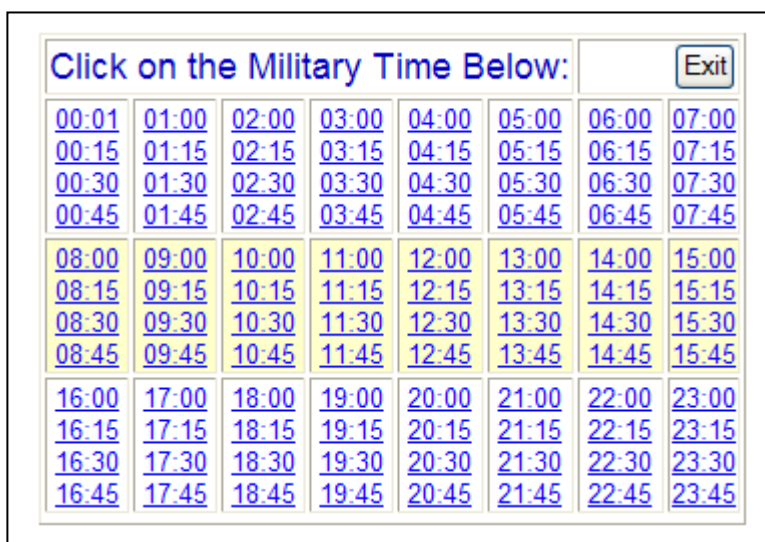 Click on the Military Time Below: Exit
00:01 01:00 02:00 03:00 04:00 05:00 06:00 07:00
00:15 01:15 02:15 03:15 04:15 05:15 06:15 07:15
00:30 01:30 02:30 03:30 04:30 05:30 06:30 07:30
00:45 01:45 02:45 03:45 04:45 05:45 06:45 07:45
08:00 09:00 10:00 11:00 12:00 13:00 14:00 15:00
08:15 09:15 10:15 11:15 12:15 13:15 14:15 15:15
08:30 09:30 10:30 11:30 12:30 13:30 14:30 15:30
08:45 09:45 10:45 11:45 12:45 13:45 14:45 15:45
16:00 17:00 18:00 19:00 20:00 21:00 22:00 23:00
16:15 17:15 18:15 19:15 20:15 21:15 22:15 23:15
16:30 17:30 18:30 19:30 20:30 21:30 22:30 23:30
16:45 17:45 18:45 19:45 20:45 21:45 22:45 23:45